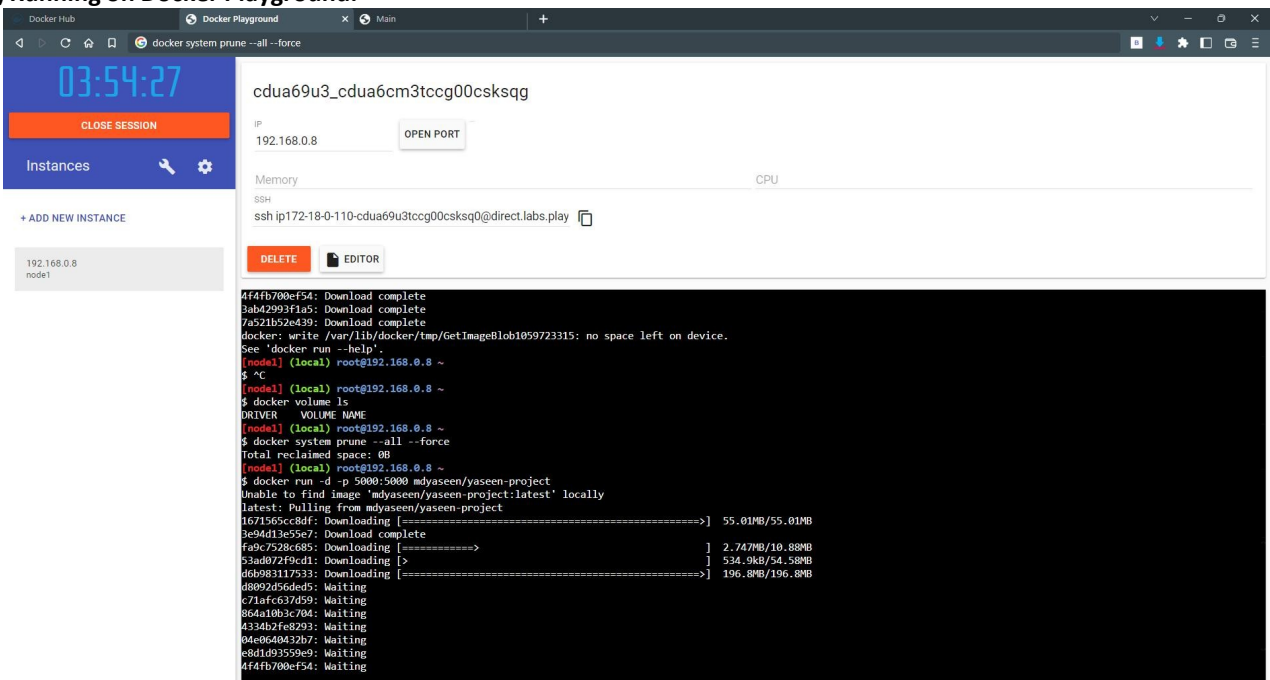 Running on Docker Playground:
Docker Hub
Docker Playground
Main
docker system prune --all --force
03:54:27
CLOSE SESSION
Instances
+ ADD NEW INSTANCE
192.168.0.8
node1
cdua69u3_cdua6cm3tccg00csksqg
IP
192.168.0.8
OPEN PORT
Memory
CPU
SSH
ssh ip172-18-0-110-cdua69u3tccg00csksq0@direct.labs.play
DELETE
EDITOR
4f4fb700ef54: Download complete
3ab42993f1a5: Download complete
7a521b52e439: Download complete
docker: write /var/lib/docker/tmp/GetImageBlob1059723315: no space left on device.
See 'docker run --help'.
[node1] (local) root@192.168.0.8 ~
$ ^C
[node1] (local) root@192.168.0.8 ~
$ docker volume ls
DRIVER    VOLUME NAME
[node1] (local) root@192.168.0.8 ~
$ docker system prune --all --force
Total reclaimed space: 0B
[node1] (local) root@192.168.0.8 ~
$ docker run -d -p 5000:5000 mdyaseen/yaseen-project
Unable to find image 'mdyaseen/yaseen-project:latest' locally
latest: Pulling from mdyaseen/yaseen-project
1671565cc8df: Downloading [==================================================>]  55.01MB/55.01MB
3e94d13e55e7: Download complete
fa9c7528c685: Downloading [============>                                      ]  2.747MB/10.88MB
53ad072f9cd1: Downloading [>                                                  ]  534.9kB/54.58MB
d6b983117533: Downloading [==================================================>]  196.8MB/196.8MB
d8092d56ded5: Waiting
c71afc637d59: Waiting
864a10b3c704: Waiting
4334b2fe8293: Waiting
04e0640432b7: Waiting
e8d1d93559e9: Waiting
4f4fb700ef54: Waiting